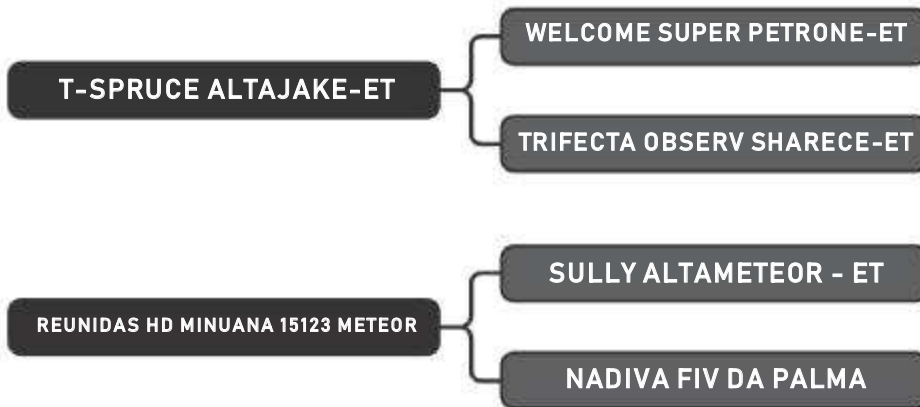 WELCOME SUPER PETRONE-ET
T-SPRUCE ALTAJAKE-ET
TRIFECTA OBSERV SHARECE-ET
SULLY ALTAMETEOR - ET
REUNIDAS HD MINUANA 15123 METEOR
NADIVA FIV DA PALMA